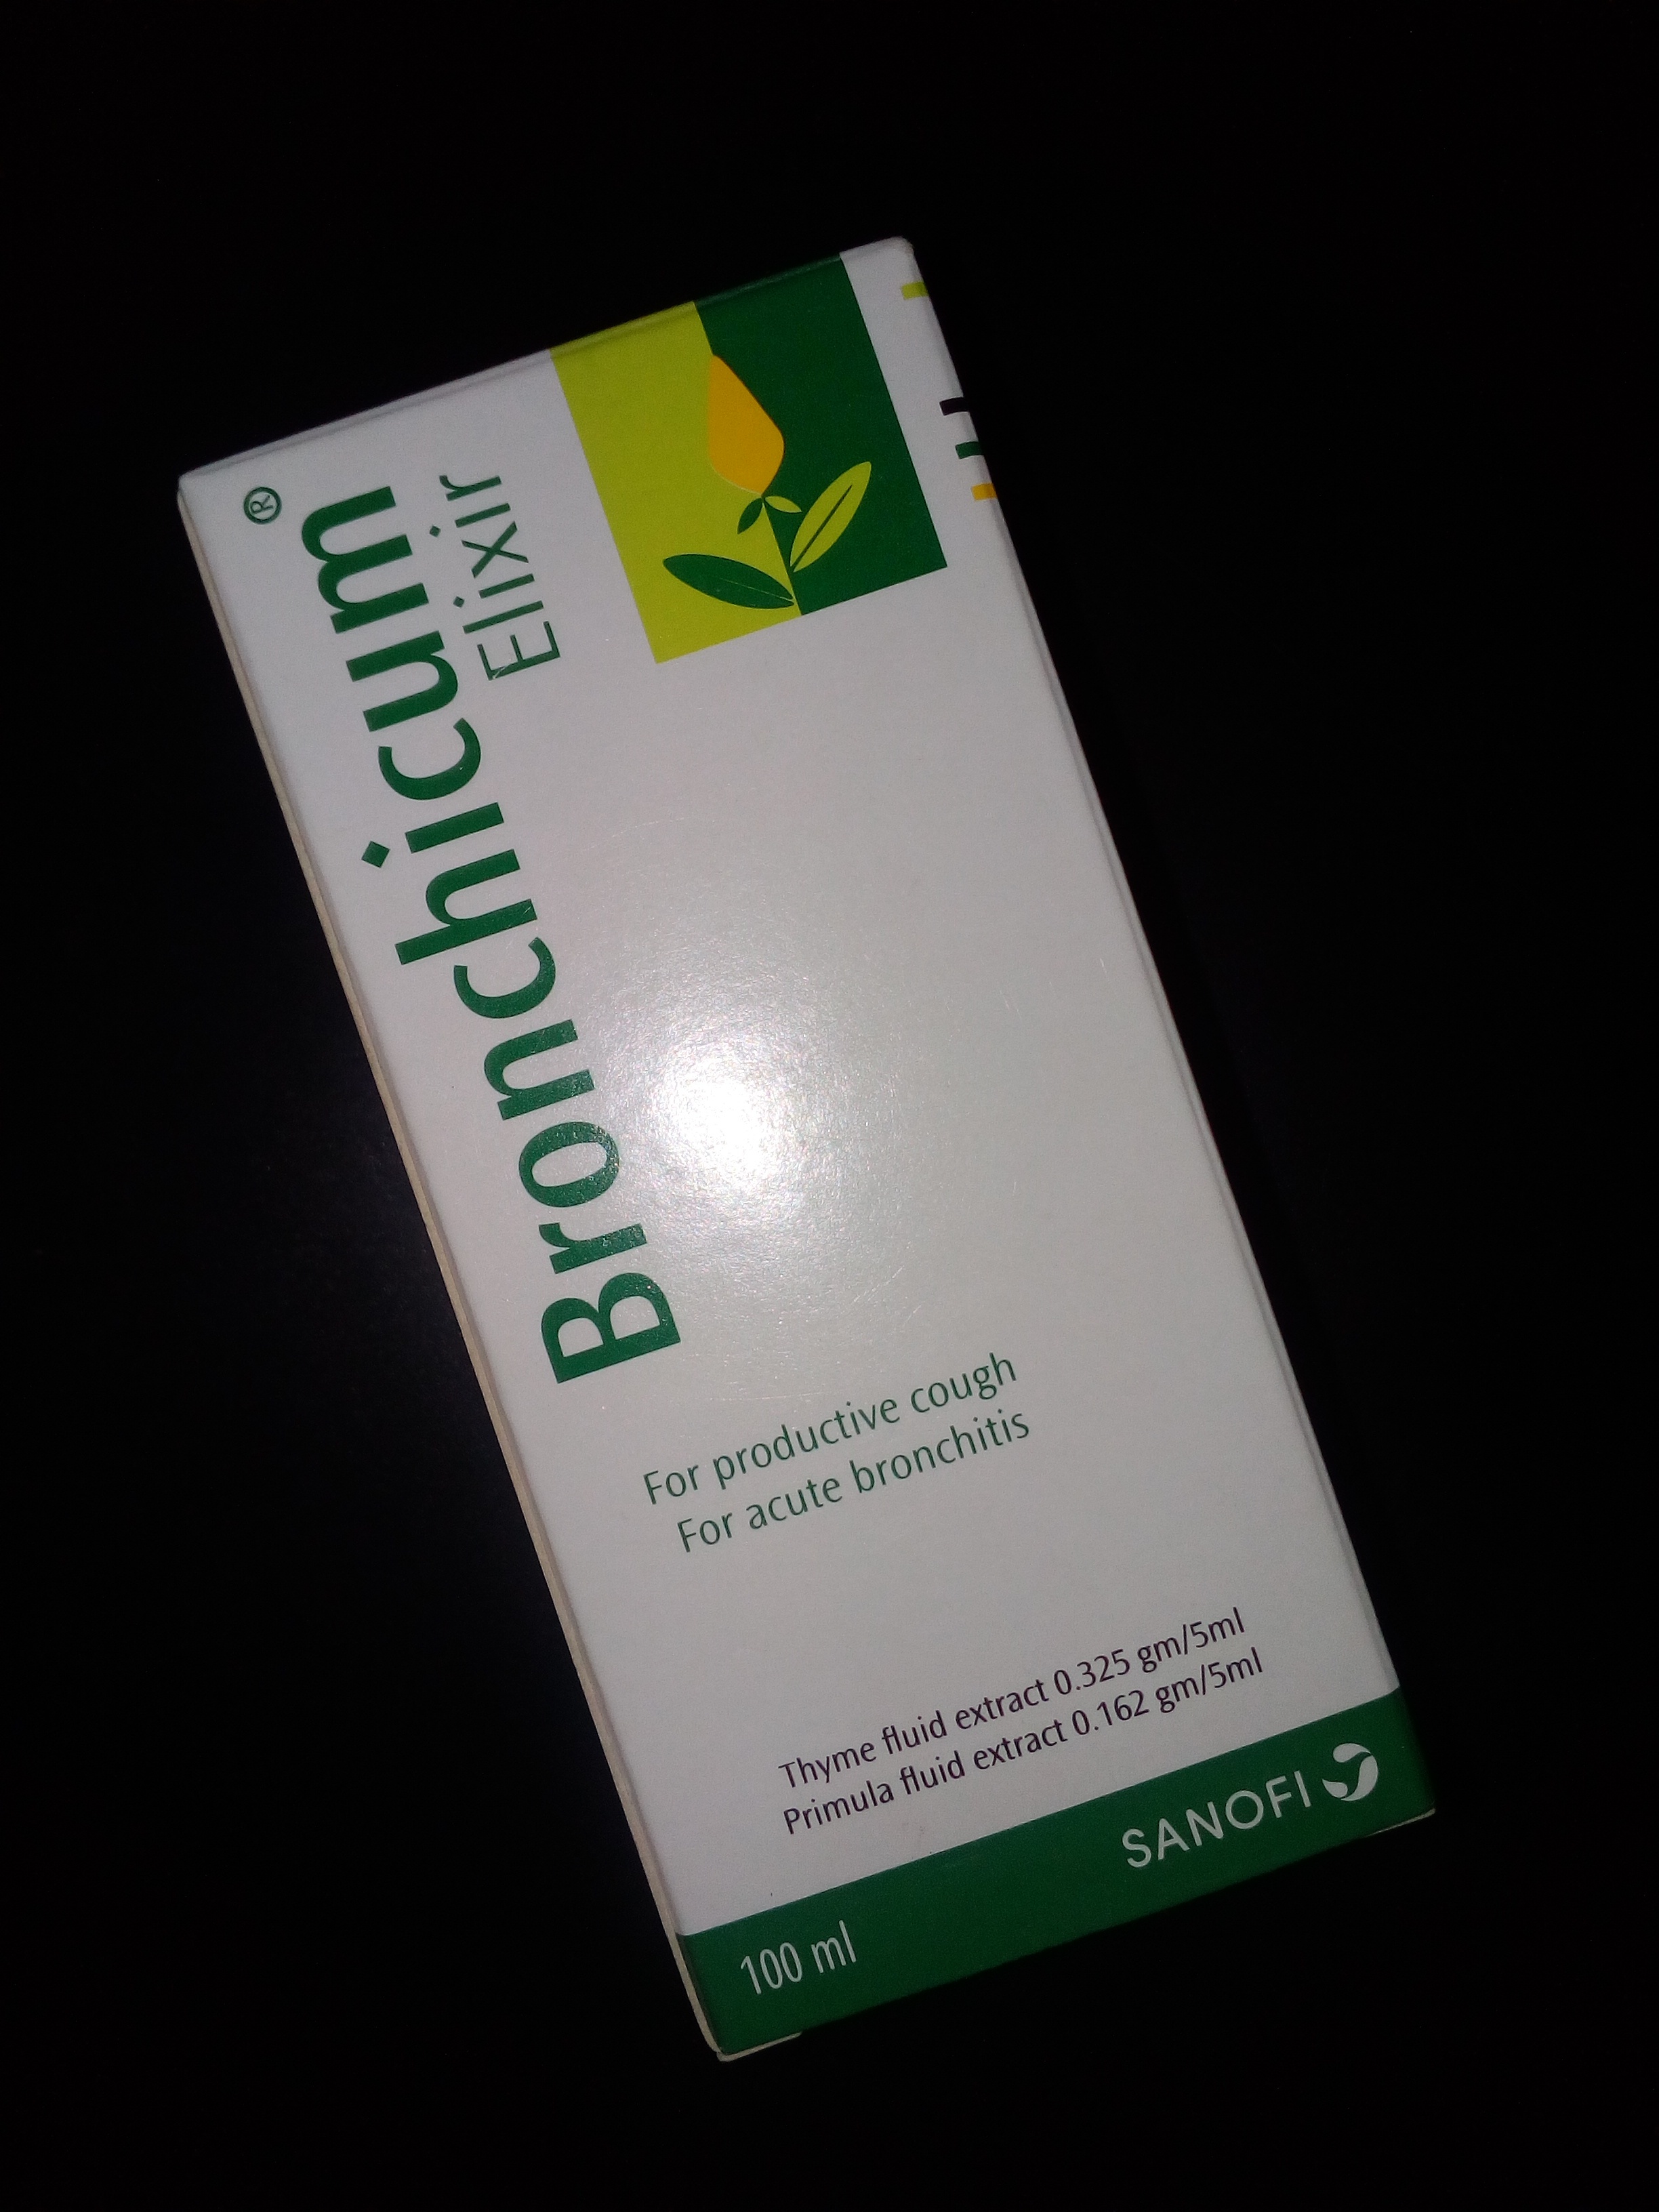 Bronchicum®
Elixir
For productive cough
For acute bronchitis
Thyme fluid extract 0.325 gm/5ml
Primula fluid extract 0.162 gm/5ml
100 ml
SANOFI